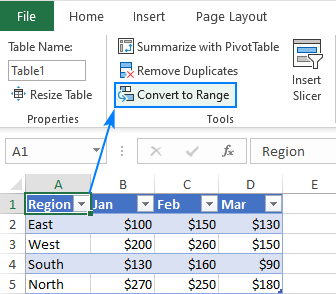 File Home Insert Page Layout
Table Name: Summarize with PivotTable
Table1 Remove Duplicates
Resize Table Convert to Range Insert
Slicer
Properties Tools
A1 fx Region
A B C D E
1 Region Jan Feb Mar
2 East $100 $150 $130
3 West $200 $260 $150
4 South $130 $160 $90
5 North $270 $250 $180